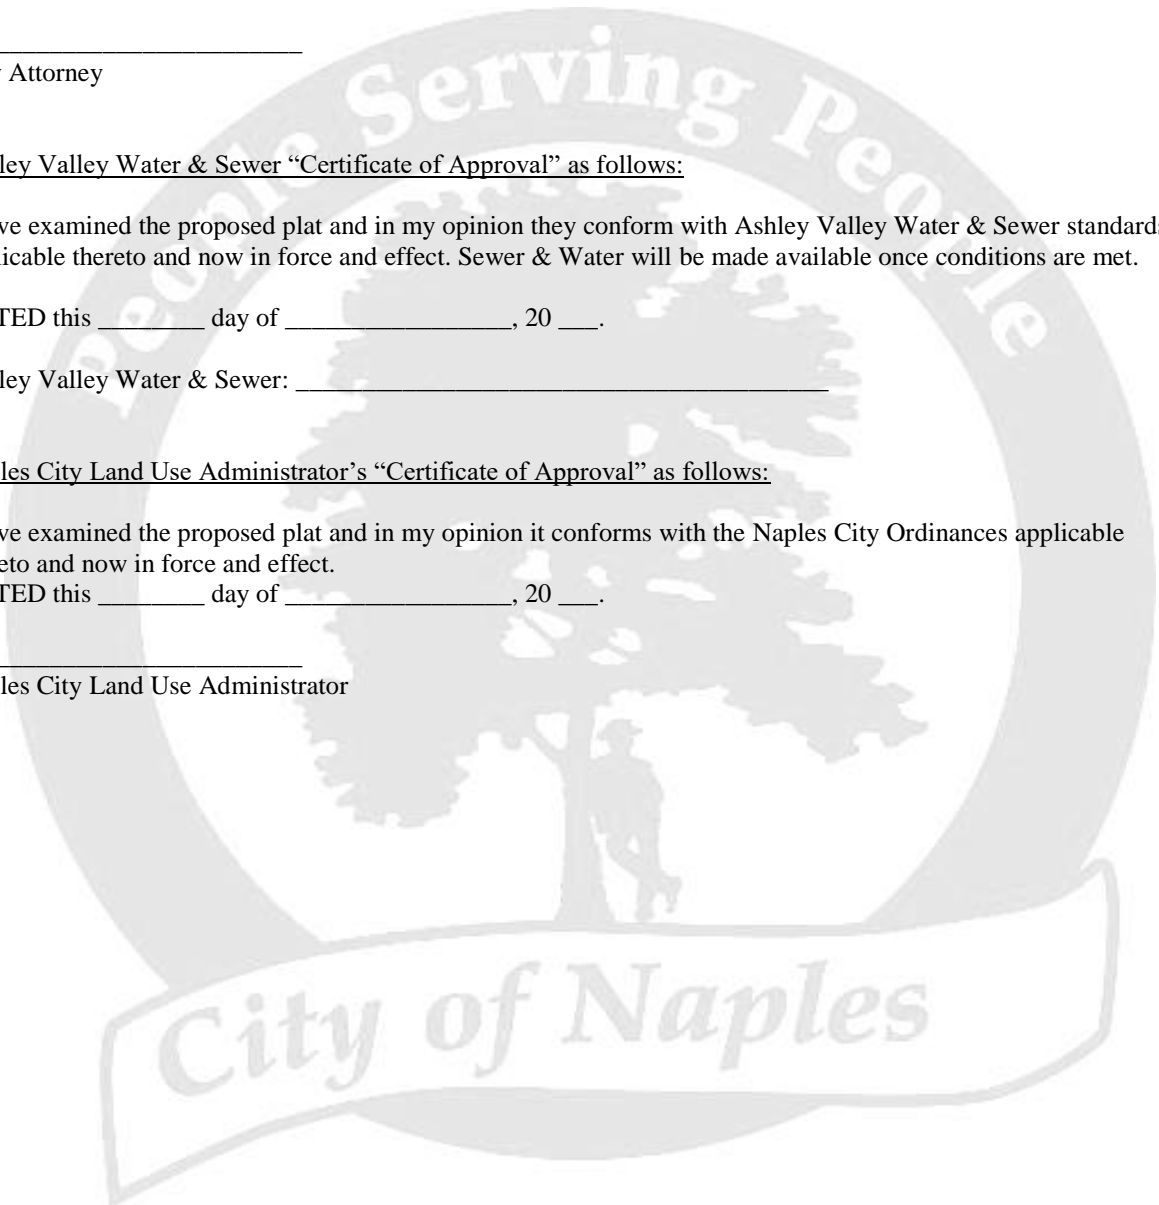 ________________________
y Attorney
ley Valley Water & Sewer “Certificate of Approval” as follows:
ve examined the proposed plat and in my opinion they conform with Ashley Valley Water & Sewer standards
licable thereto and now in force and effect. Sewer & Water will be made available once conditions are met.
TED this ________ day of _________________, 20 ___.
ley Valley Water & Sewer: ________________________________________
les City Land Use Administrator’s “Certificate of Approval” as follows:
ve examined the proposed plat and in my opinion it conforms with the Naples City Ordinances applicable
eto and now in force and effect.
TED this ________ day of _________________, 20 ___.
________________________
les City Land Use Administrator
People Serving People
City of Naples